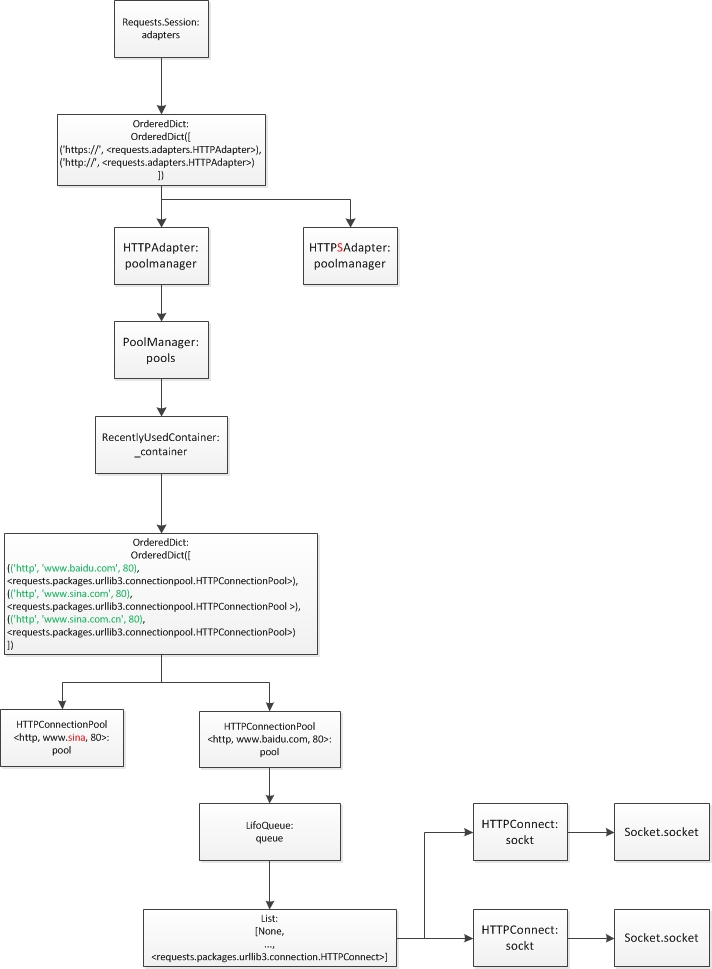 Requests.Session:
adapters
OrderedDict:
OrderedDict([
('https://', <requests.adapters.HTTPAdapter>),
('http://', <requests.adapters.HTTPAdapter>)
])
HTTPAdapter:
poolmanager
HTTPSAdapter:
poolmanager
PoolManager:
pools
RecentlyUsedContainer:
_container
OrderedDict:
OrderedDict([
(('http', 'www.baidu.com', 80),
<requests.packages.urllib3.connectionpool.HTTPConnectionPool>),
(('http', 'www.sina.com', 80),
<requests.packages.urllib3.connectionpool.HTTPConnectionPool >),
(('http', 'www.sina.com.cn', 80),
<requests.packages.urllib3.connectionpool.HTTPConnectionPool>)
])
HTTPConnectionPool
<http, www.sina, 80>:
pool
HTTPConnectionPool
<http, www.baidu.com, 80>:
pool
LifoQueue:
queue
HTTPConnect:
sockt
Socket.socket
List:
[None,
...,
<requests.packages.urllib3.connection.HTTPConnect>]
HTTPConnect:
sockt
Socket.socket